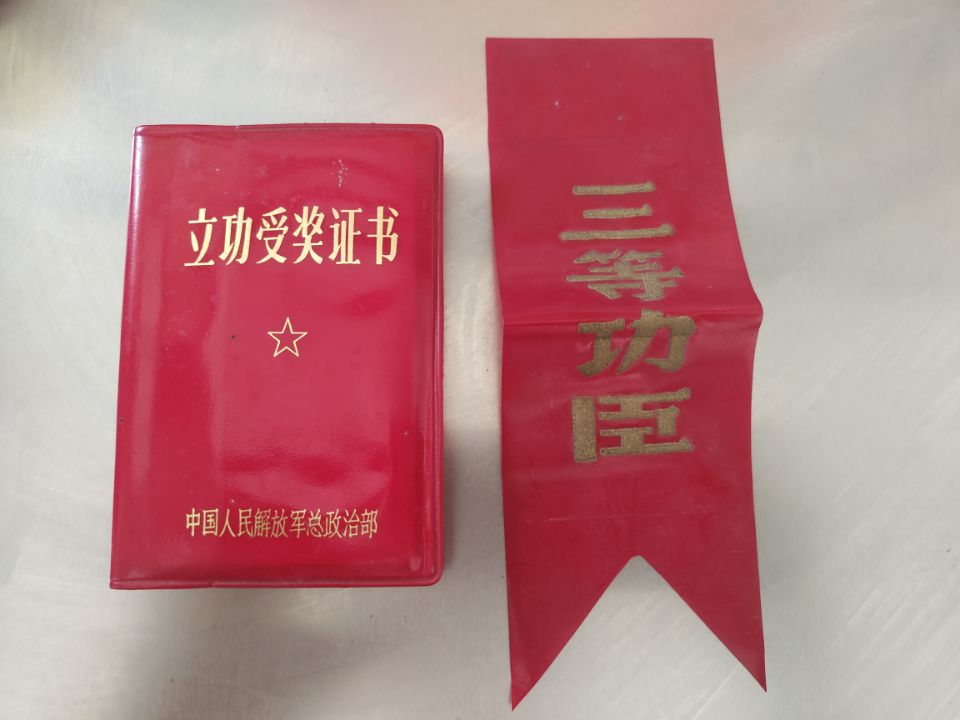 立功受奖证书
中国人民解放军总政治部
三等功臣